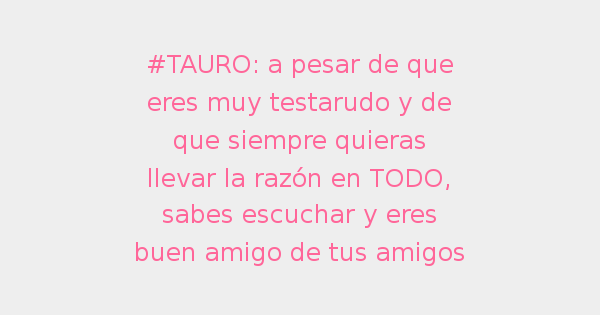 #TAURO: a pesar de que
eres muy testarudo y de
que siempre quieras
llevar la razón en TODO,
sabes escuchar y eres
buen amigo de tus amigos